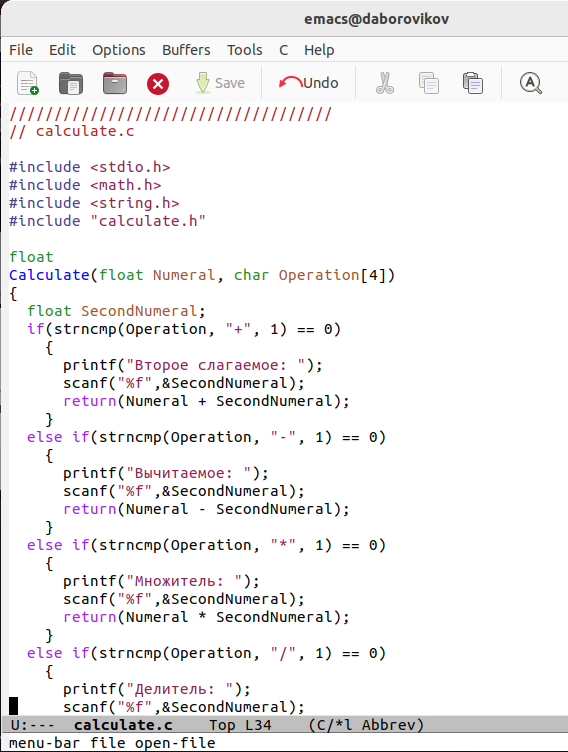 emacs@daborovikov
File Edit Options Buffers Tools C Help
Save Undo
////////////////////////////////////
// calculate.c
#include <stdio.h>
#include <math.h>
#include <string.h>
#include "calculate.h"
float
Calculate(float Numeral, char Operation[4])
{
  float SecondNumeral;
  if(strncmp(Operation, "+", 1) == 0)
    {
      printf("Второе слагаемое: ");
      scanf("%f",&SecondNumeral);
      return(Numeral + SecondNumeral);
    }
  else if(strncmp(Operation, "-", 1) == 0)
    {
      printf("Вычитаемое: ");
      scanf("%f",&SecondNumeral);
      return(Numeral - SecondNumeral);
    }
  else if(strncmp(Operation, "*", 1) == 0)
    {
      printf("Множитель: ");
      scanf("%f",&SecondNumeral);
      return(Numeral * SecondNumeral);
    }
  else if(strncmp(Operation, "/", 1) == 0)
    {
      printf("Делитель: ");
      scanf("%f",&SecondNumeral);
U:--- calculate.c Top L34 (C/*l Abbrev)
menu-bar file open-file